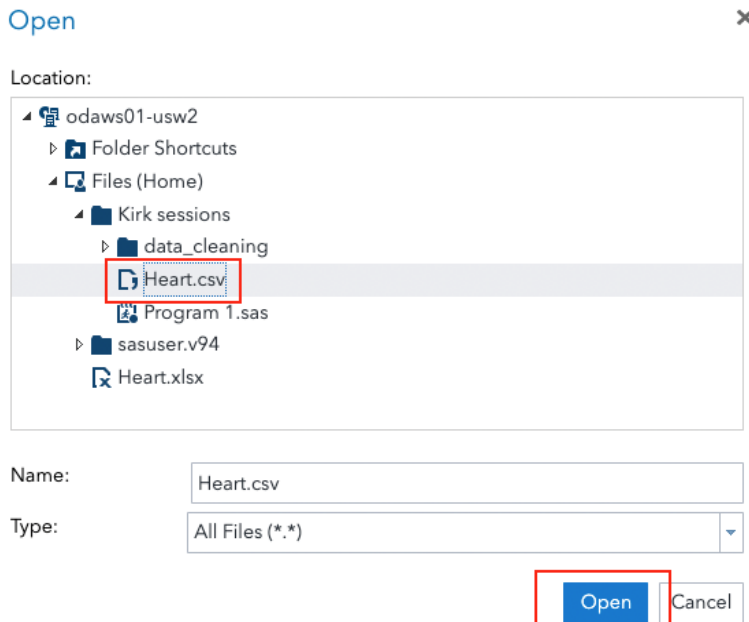 Open
Location:
odaws01-usw2
Folder Shortcuts
Files (Home)
Kirk sessions
data_cleaning
Heart.csv
Program 1.sas
sasuser.v94
Heart.xlsx
Name:
Heart.csv
Type:
All Files (*.*)
Open Cancel